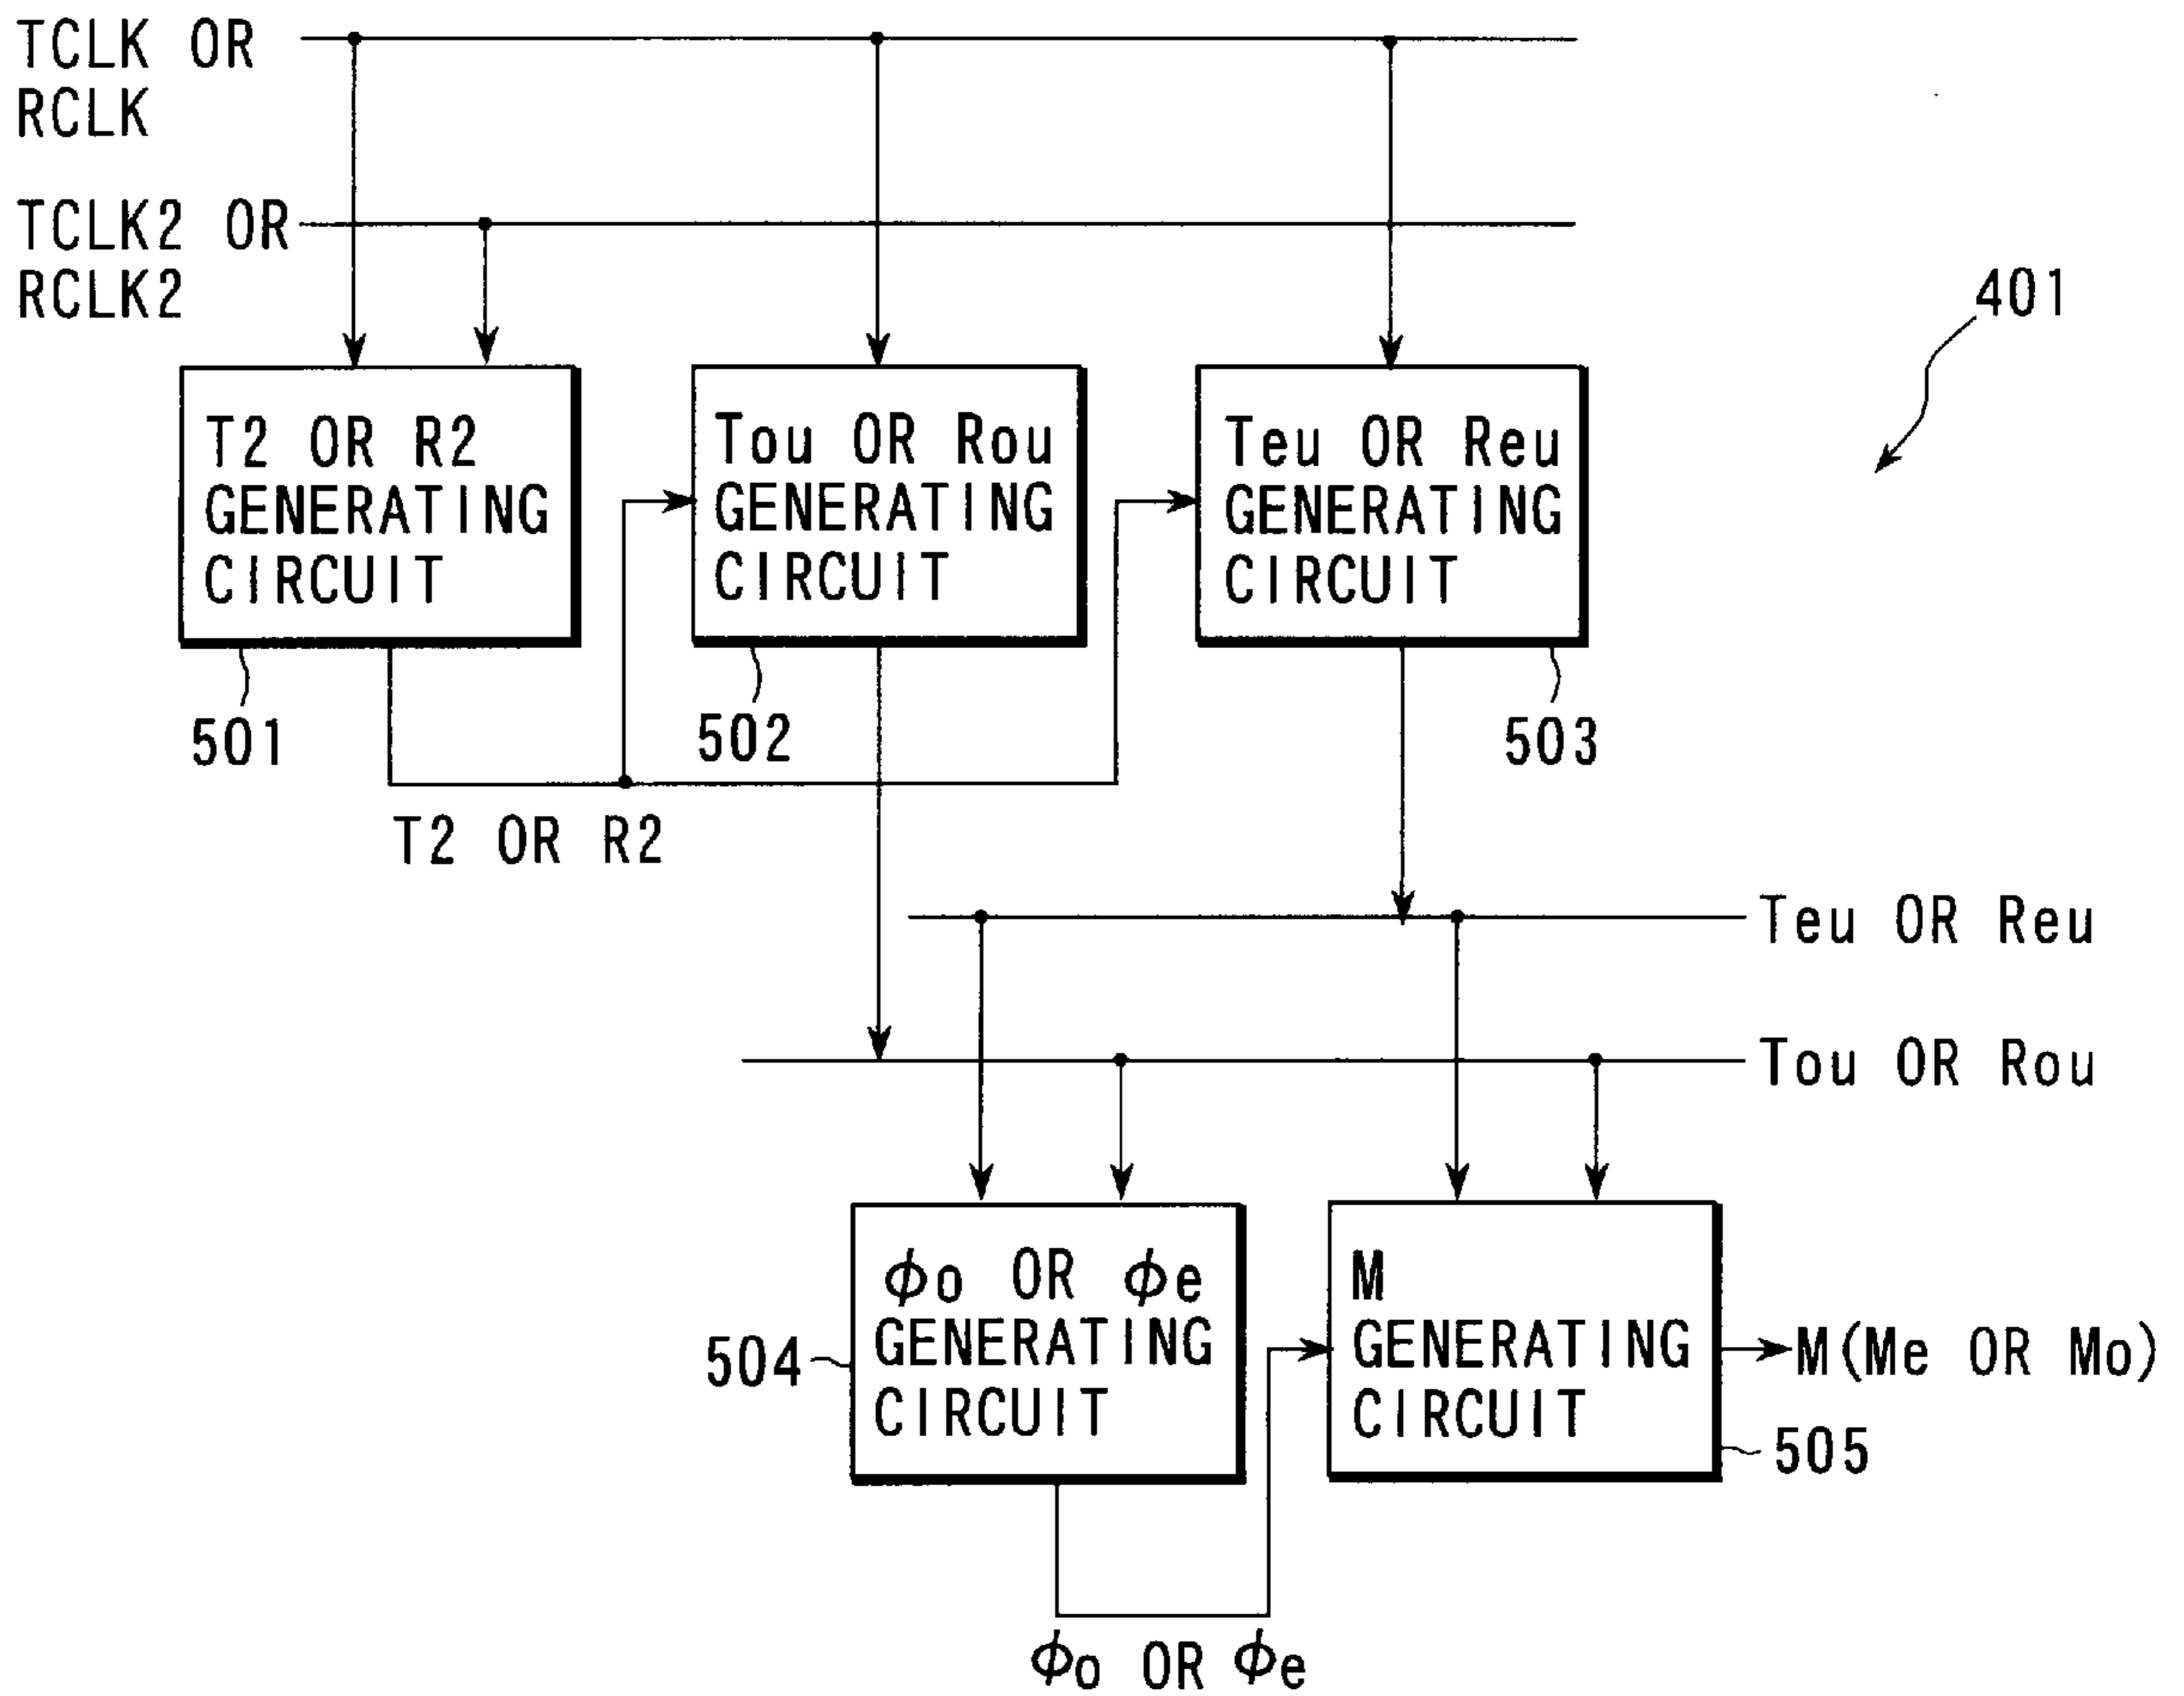 TCLK OR
RCLK
TCLK2 OR
RCLK2
401
T2 OR R2
GENERATING
CIRCUIT
Tou OR Rou
GENERATING
CIRCUIT
Teu OR Reu
GENERATING
CIRCUIT
501
502
503
T2 OR R2
Teu OR Reu
Tou OR Rou
ϕo OR ϕe
GENERATING
CIRCUIT
M
GENERATING
CIRCUIT
504
M(Me OR Mo)
505
ϕo OR ϕe